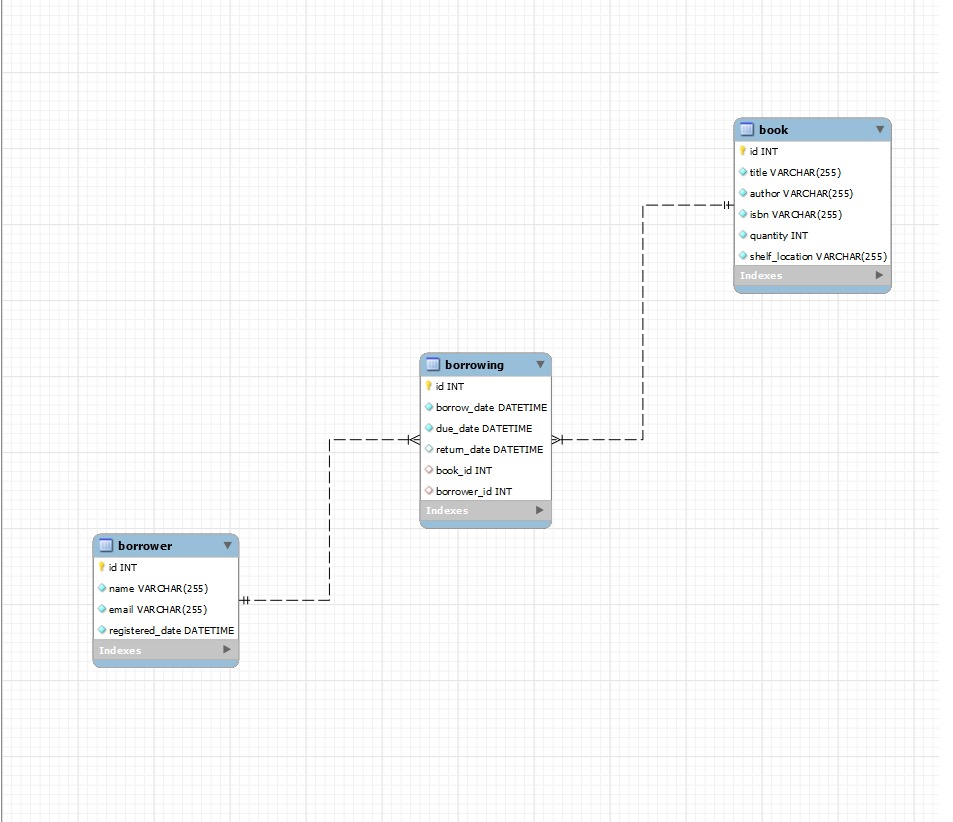 book
id INT
title VARCHAR(255)
author VARCHAR(255)
isbn VARCHAR(255)
quantity INT
shelf_location VARCHAR(255)
Indexes
borrowing
id INT
borrow_date DATETIME
due_date DATETIME
return_date DATETIME
book_id INT
borrower_id INT
Indexes
borrower
id INT
name VARCHAR(255)
email VARCHAR(255)
registered_date DATETIME
Indexes